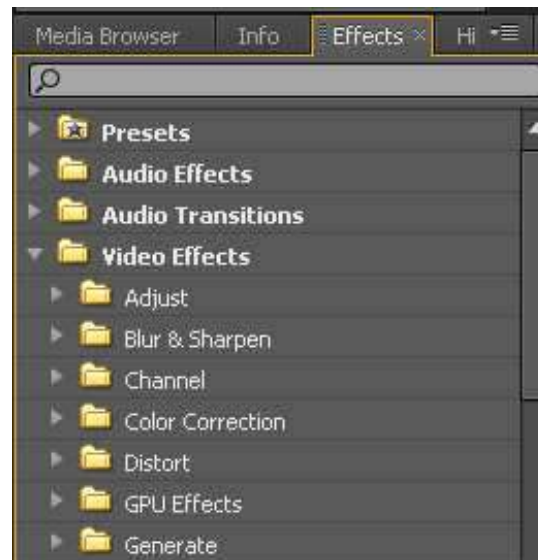 Media Browser Info Effects × Hi
Presets
Audio Effects
Audio Transitions
Video Effects
Adjust
Blur & Sharpen
Channel
Color Correction
Distort
GPU Effects
Generate